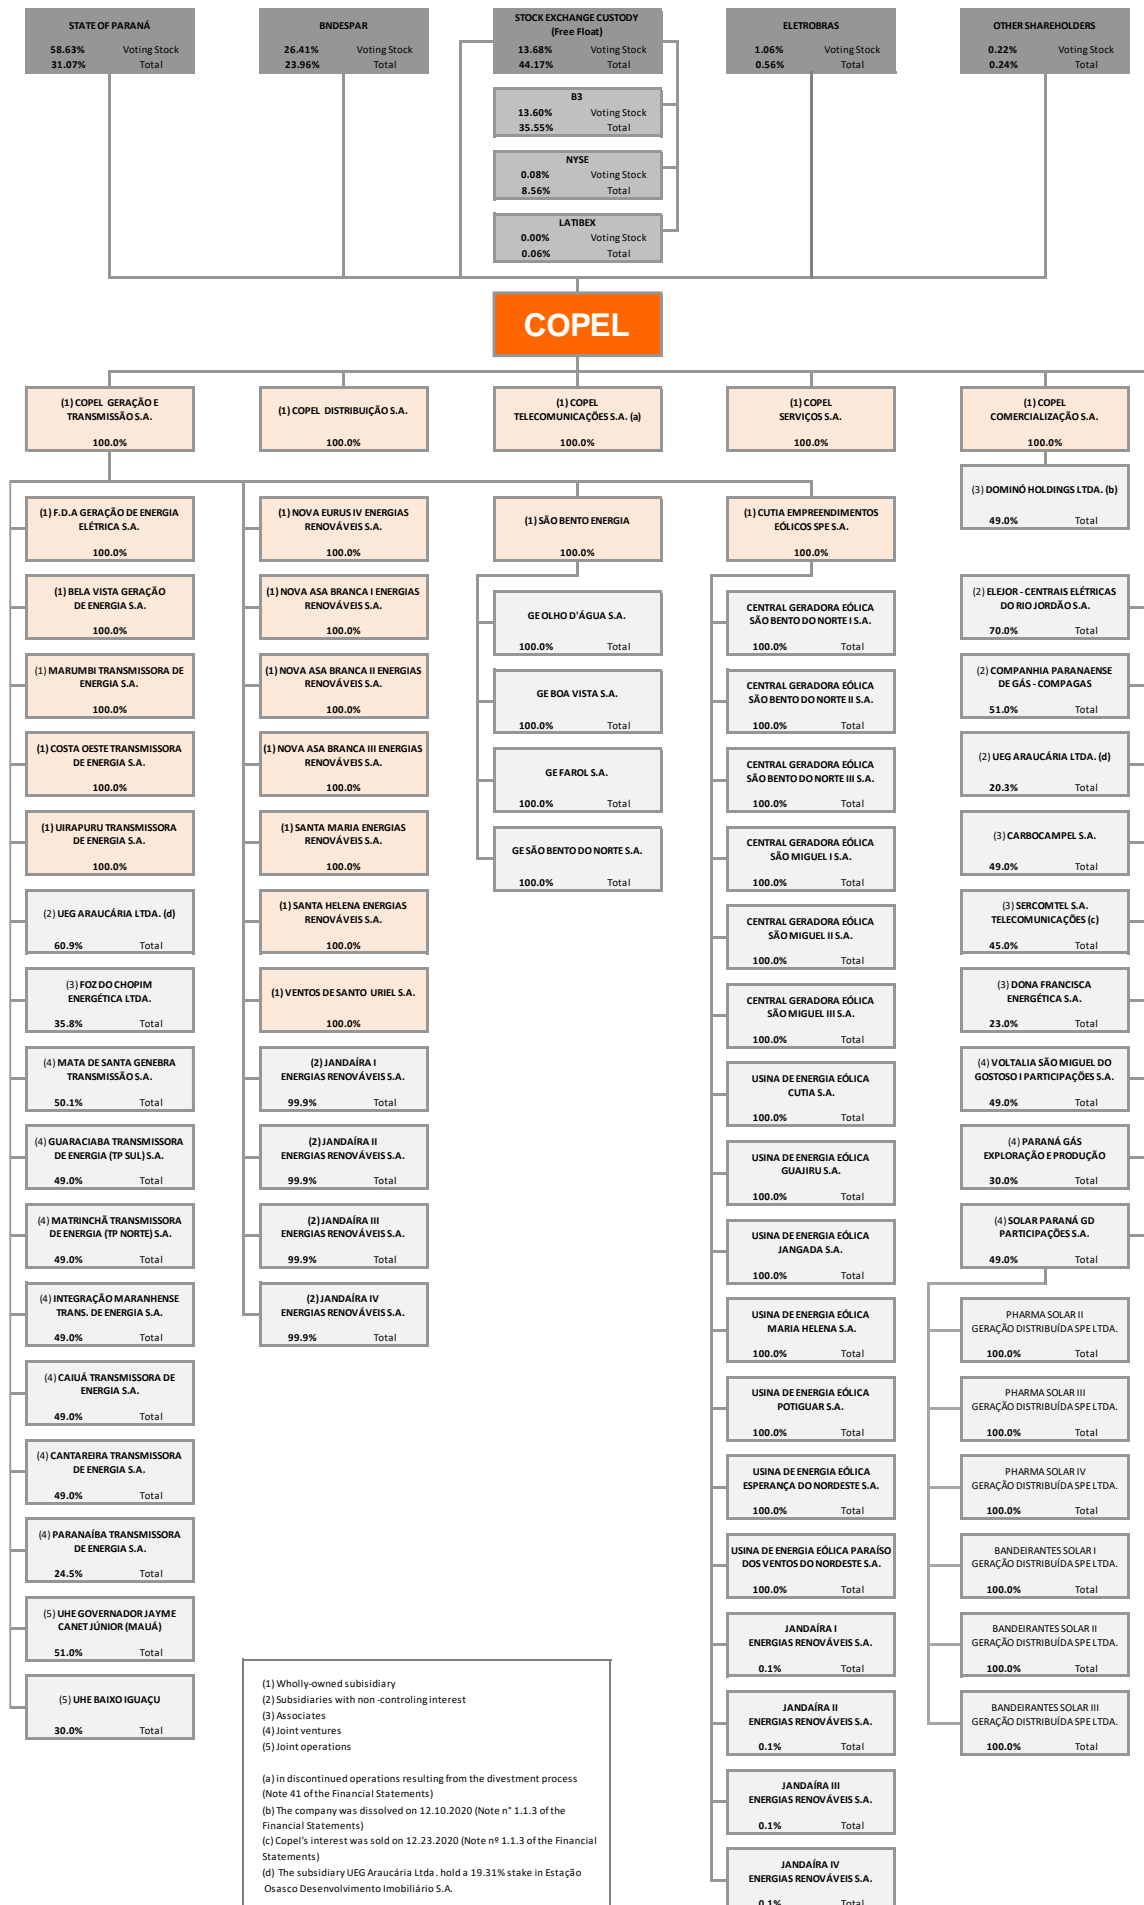 STATE OF PARANÁ
58.63% Voting Stock
31.07% Total
BNDESPAR
26.41% Voting Stock
23.96% Total
STOCK EXCHANGE CUSTODY
(Free Float)
13.68% Voting Stock
44.17% Total
ELETROBRAS
1.06% Voting Stock
0.56% Total
OTHER SHAREHOLDERS
0.22% Voting Stock
0.24% Total
B3
13.60% Voting Stock
35.55% Total
NYSE
0.08% Voting Stock
8.56% Total
LATIBEX
0.00% Voting Stock
0.06% Total
COPEL
(1) COPEL GERAÇÃO E
TRANSMISSÃO S.A.
100.0%
(1) COPEL DISTRIBUIÇÃO S.A.
100.0%
(1) COPEL
TELECOMUNICAÇÕES S.A. (a)
100.0%
(1) COPEL
SERVIÇOS S.A.
100.0%
(1) COPEL
COMERCIALIZAÇÃO S.A.
100.0%
(1) F.D.A GERAÇÃO DE ENERGIA
ELÉTRICA S.A.
100.0%
(1) BELA VISTA GERAÇÃO
DE ENERGIA S.A.
100.0%
(1) MARUMBI TRANSMISSORA DE
ENERGIA S.A.
100.0%
(1) COSTA OESTE TRANSMISSORA
DE ENERGIA S.A.
100.0%
(1) UIRAPURU TRANSMISSORA
DE ENERGIA S.A.
100.0%
(2) UEG ARAUCÁRIA LTDA. (d)
60.9% Total
(3) FOZ DO CHOPIM
ENERGÉTICA LTDA.
35.8% Total
(4) MATA DE SANTA GENEBRA
TRANSMISSÃO S.A.
50.1% Total
(4) GUARACIABA TRANSMISSORA
DE ENERGIA (TP SUL) S.A.
49.0% Total
(4) MATRINCHÃ TRANSMISSORA
DE ENERGIA (TP NORTE) S.A.
49.0% Total
(4) INTEGRAÇÃO MARANHENSE
TRANS. DE ENERGIA S.A.
49.0% Total
(4) CAIUÁ TRANSMISSORA DE
ENERGIA S.A.
49.0% Total
(4) CANTAREIRA TRANSMISSORA
DE ENERGIA S.A.
49.0% Total
(4) PARANAÍBA TRANSMISSORA
DE ENERGIA S.A.
24.5% Total
(5) UHE GOVERNADOR JAYME
CANET JÚNIOR (MAUÁ)
51.0% Total
(5) UHE BAIXO IGUAÇU
30.0% Total
(1) NOVA EURUS IV ENERGIAS
RENOVÁVEIS S.A.
100.0%
(1) NOVA ASA BRANCA I ENERGIAS
RENOVÁVEIS S.A.
100.0%
(1) NOVA ASA BRANCA II ENERGIAS
RENOVÁVEIS S.A.
100.0%
(1) NOVA ASA BRANCA III ENERGIAS
RENOVÁVEIS S.A.
100.0%
(1) SANTA MARIA ENERGIAS
RENOVÁVEIS S.A.
100.0%
(1) SANTA HELENA ENERGIAS
RENOVÁVEIS S.A.
100.0%
(1) VENTOS DE SANTO URIEL S.A.
100.0%
(2) JANDAÍRA I
ENERGIAS RENOVÁVEIS S.A.
99.9% Total
(2) JANDAÍRA II
ENERGIAS RENOVÁVEIS S.A.
99.9% Total
(2) JANDAÍRA III
ENERGIAS RENOVÁVEIS S.A.
99.9% Total
(2) JANDAÍRA IV
ENERGIAS RENOVÁVEIS S.A.
99.9% Total
(1) SÃO BENTO ENERGIA
100.0%
GE OLHO D'ÁGUA S.A.
100.0% Total
GE BOA VISTA S.A.
100.0% Total
GE FAROL S.A.
100.0% Total
GE SÃO BENTO DO NORTE S.A.
100.0% Total
(1) CUTIA EMPREENDIMENTOS
EÓLICOS SPE S.A.
100.0%
CENTRAL GERADORA EÓLICA
SÃO BENTO DO NORTE I S.A.
100.0% Total
CENTRAL GERADORA EÓLICA
SÃO BENTO DO NORTE II S.A.
100.0% Total
CENTRAL GERADORA EÓLICA
SÃO BENTO DO NORTE III S.A.
100.0% Total
CENTRAL GERADORA EÓLICA
SÃO MIGUEL I S.A.
100.0% Total
CENTRAL GERADORA EÓLICA
SÃO MIGUEL II S.A.
100.0% Total
CENTRAL GERADORA EÓLICA
SÃO MIGUEL III S.A.
100.0% Total
USINA DE ENERGIA EÓLICA
CUTIA S.A.
100.0% Total
USINA DE ENERGIA EÓLICA
GUAJIRU S.A.
100.0% Total
USINA DE ENERGIA EÓLICA
JANGADA S.A.
100.0% Total
USINA DE ENERGIA EÓLICA
MARIA HELENA S.A.
100.0% Total
USINA DE ENERGIA EÓLICA
POTIGUAR S.A.
100.0% Total
USINA DE ENERGIA EÓLICA
ESPERANÇA DO NORDESTE S.A.
100.0% Total
USINA DE ENERGIA EÓLICA PARAÍSO
DOS VENTOS DO NORDESTE S.A.
100.0% Total
JANDAÍRA I
ENERGIAS RENOVÁVEIS S.A.
0.1% Total
JANDAÍRA II
ENERGIAS RENOVÁVEIS S.A.
0.1% Total
JANDAÍRA III
ENERGIAS RENOVÁVEIS S.A.
0.1% Total
JANDAÍRA IV
ENERGIAS RENOVÁVEIS S.A.
0.1% Total
(3) DOMINÓ HOLDINGS LTDA. (b)
49.0% Total
(2) ELEJOR - CENTRAIS ELÉTRICAS
DO RIO JORDÃO S.A.
70.0% Total
(2) COMPANHIA PARANAENSE
DE GÁS - COMPAGAS
51.0% Total
(2) UEG ARAUCÁRIA LTDA. (d)
20.3% Total
(3) CARBOCAMPEL S.A.
49.0% Total
(3) SERCOMTEL S.A.
TELECOMUNICAÇÕES (c)
45.0% Total
(3) DONA FRANCISCA
ENERGÉTICA S.A.
23.0% Total
(4) VOLTALIA SÃO MIGUEL DO
GOSTOSO I PARTICIPAÇÕES S.A.
49.0% Total
(4) PARANÁ GÁS
EXPLORAÇÃO E PRODUÇÃO
30.0% Total
(4) SOLAR PARANÁ GD
PARTICIPAÇÕES S.A.
49.0% Total
PHARMA SOLAR II
GERAÇÃO DISTRIBUÍDA SPE LTDA.
100.0% Total
PHARMA SOLAR III
GERAÇÃO DISTRIBUÍDA SPE LTDA.
100.0% Total
PHARMA SOLAR IV
GERAÇÃO DISTRIBUÍDA SPE LTDA.
100.0% Total
BANDEIRANTES SOLAR I
GERAÇÃO DISTRIBUÍDA SPE LTDA.
100.0% Total
BANDEIRANTES SOLAR II
GERAÇÃO DISTRIBUÍDA SPE LTDA.
100.0% Total
BANDEIRANTES SOLAR III
GERAÇÃO DISTRIBUÍDA SPE LTDA.
100.0% Total
(1) Wholly-owned subisidiary
(2) Subsidiaries with non -controling interest
(3) Associates
(4) Joint ventures
(5) Joint operations
(a) in discontinued operations resulting from the divestment process
(Note 41 of the Financial Statements)
(b) The company was dissolved on 12.10.2020 (Note n° 1.1.3 of the
Financial Statements)
(c) Copel's interest was sold on 12.23.2020 (Note nº 1.1.3 of the Financial
Statements)
(d) The subsidiary UEG Araucária Ltda. hold a 19.31% stake in Estação
Osasco Desenvolvimento Imobiliário S.A.